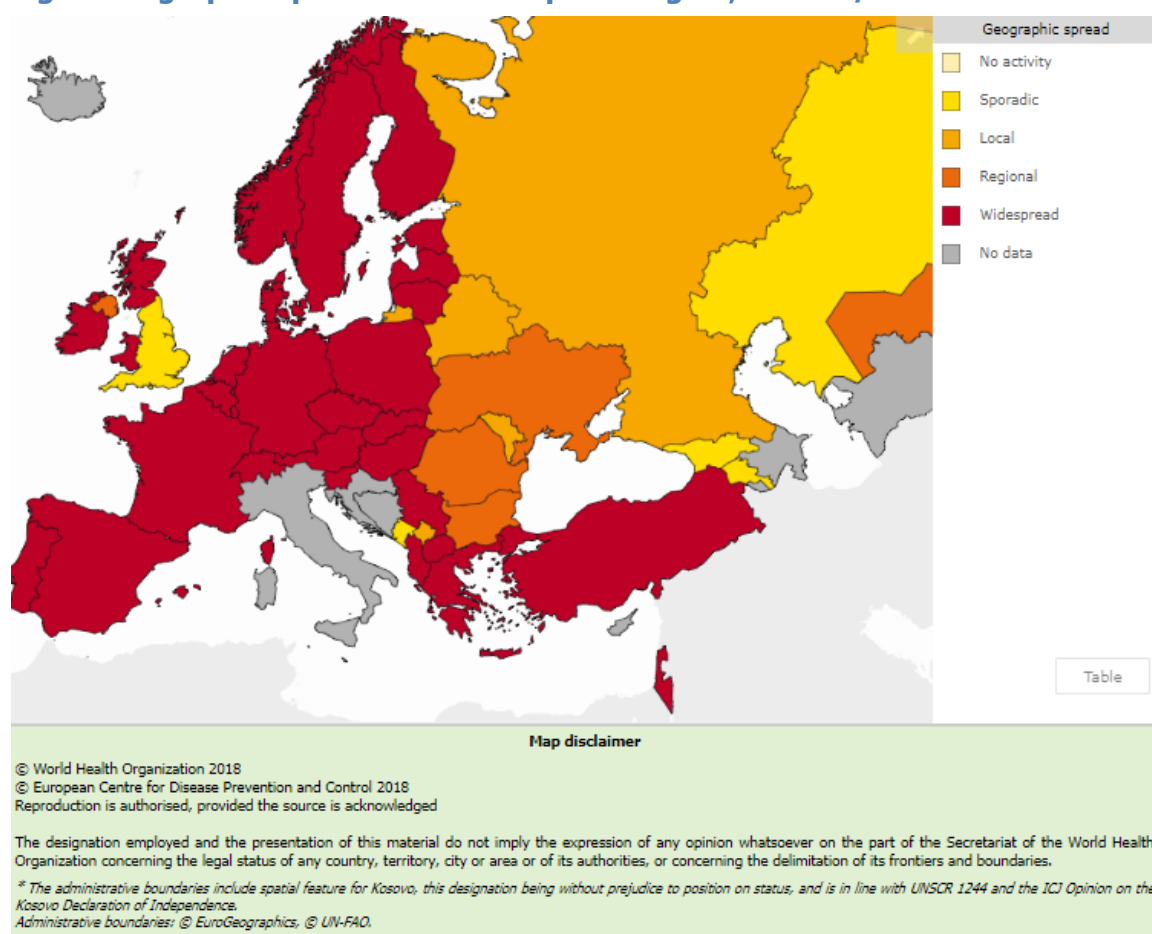 Geographic spread
No activity
Sporadic
Local
Regional
Widespread
No data
Table
Map disclaimer
© World Health Organization 2018
© European Centre for Disease Prevention and Control 2018
Reproduction is authorised, provided the source is acknowledged
The designation employed and the presentation of this material do not imply the expression of any opinion whatsoever on the part of the Secretariat of the World Health
Organization concerning the legal status of any country, territory, city or area or of its authorities, or concerning the delimitation of its frontiers and boundaries.
* The administrative boundaries include spatial feature for Kosovo, this designation being without prejudice to position on status, and is in line with UNSCR 1244 and the ICJ Opinion on the
Kosovo Declaration of Independence.
Administrative boundaries: © EuroGeographics, © UN-FAO.